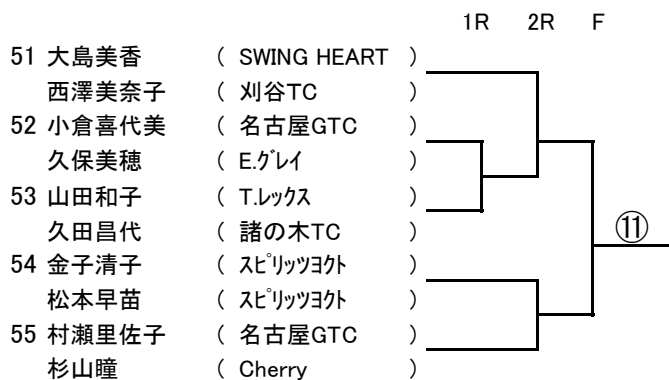 1R 2R F
51 大島美香 ( SWING HEART )
西澤美奈子 ( 刈谷TC )
52 小倉喜代美 ( 名古屋GTC )
久保美穂 ( E.グレイ )
53 山田和子 ( T.レックス )
久田昌代 ( 諸の木TC )
⑪
54 金子清子 ( スピリッツヨクト )
松本早苗 ( スピリッツヨクト )
55 村瀬里佐子 ( 名古屋GTC )
杉山瞳 ( Cherry )